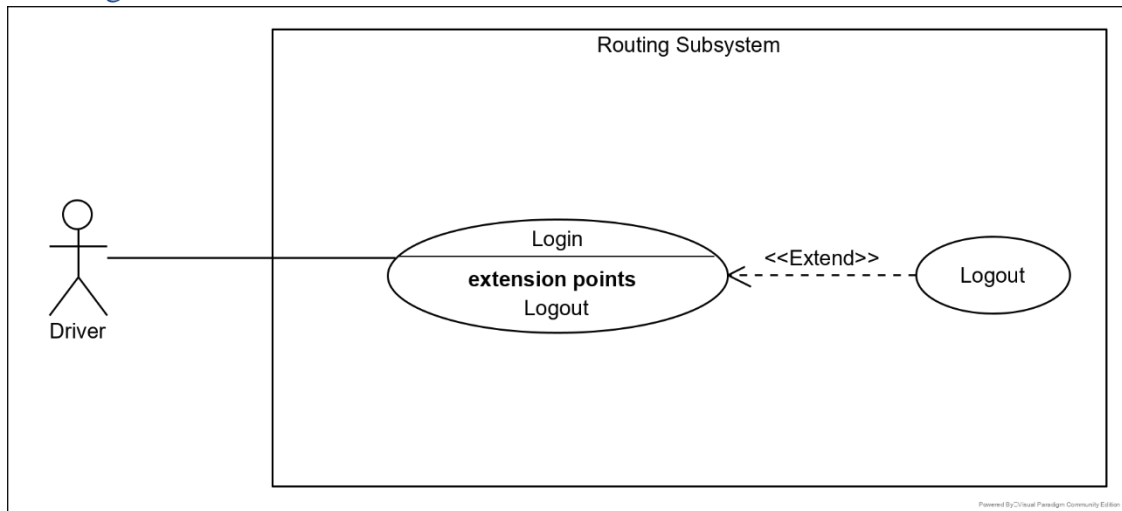 Routing Subsystem
Login
extension points
Logout
<<Extend>>
Logout
Driver
Powered By Visual Paradigm Community Edition